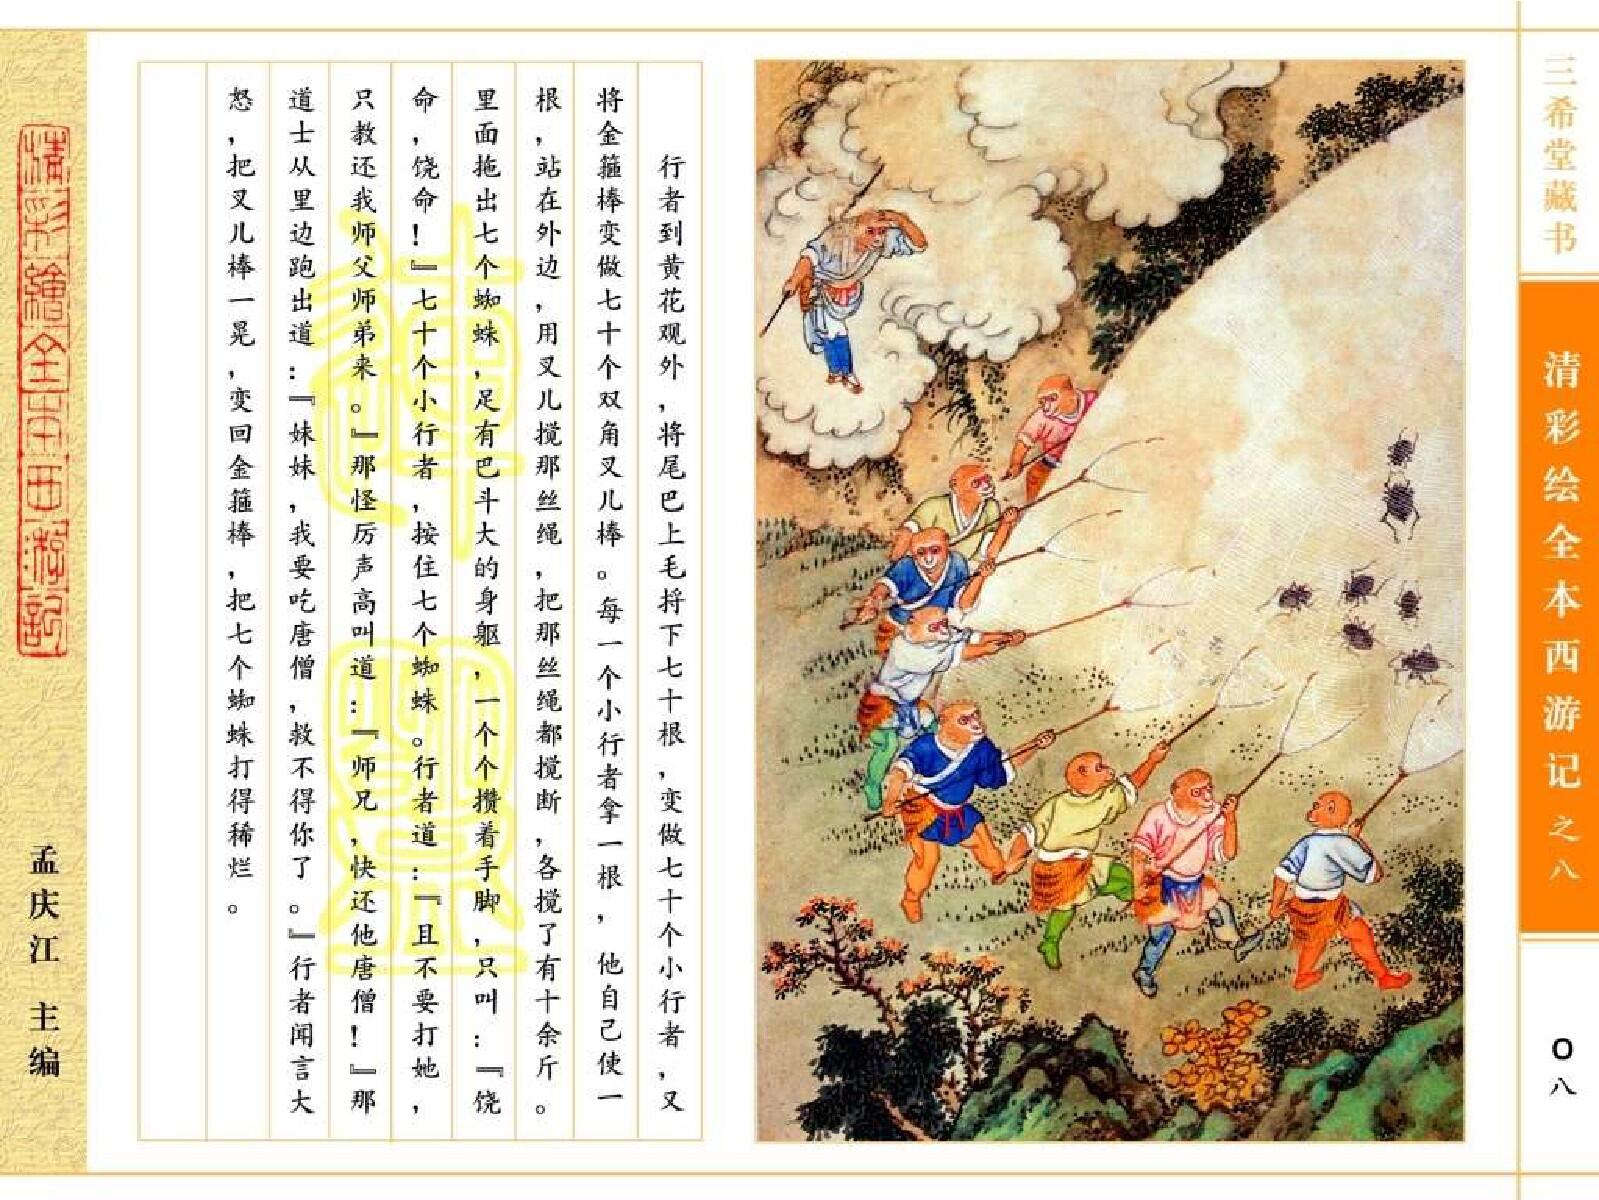 三希堂藏书
清彩绘全本西游记之八
〇八
行者到黄花观外，将尾巴上毛捋下七十根，变做七十个小行者，又
将金箍棒变做七十个双角叉儿棒。每一个小行者拿一根，他自己使一
根，站在外边，用叉儿搅那丝绳，把那丝绳都搅断，各搅了有十余斤。
里面拖出七个蜘蛛，足有巴斗大的身躯，一个个攒着手脚，只叫：『饶
命，饶命！』七十个小行者，按住七个蜘蛛。行者道：『且不要打她，
只教还我师父师弟来。』那怪厉声高叫道：『师兄，快还他唐僧！』那
道士从里边跑出道：『妹妹，我要吃唐僧，救不得你了。』行者闻言大
怒，把叉儿棒一晃，变回金箍棒，把七个蜘蛛打得稀烂。
清彩繪全本西游記
孟庆江 主编